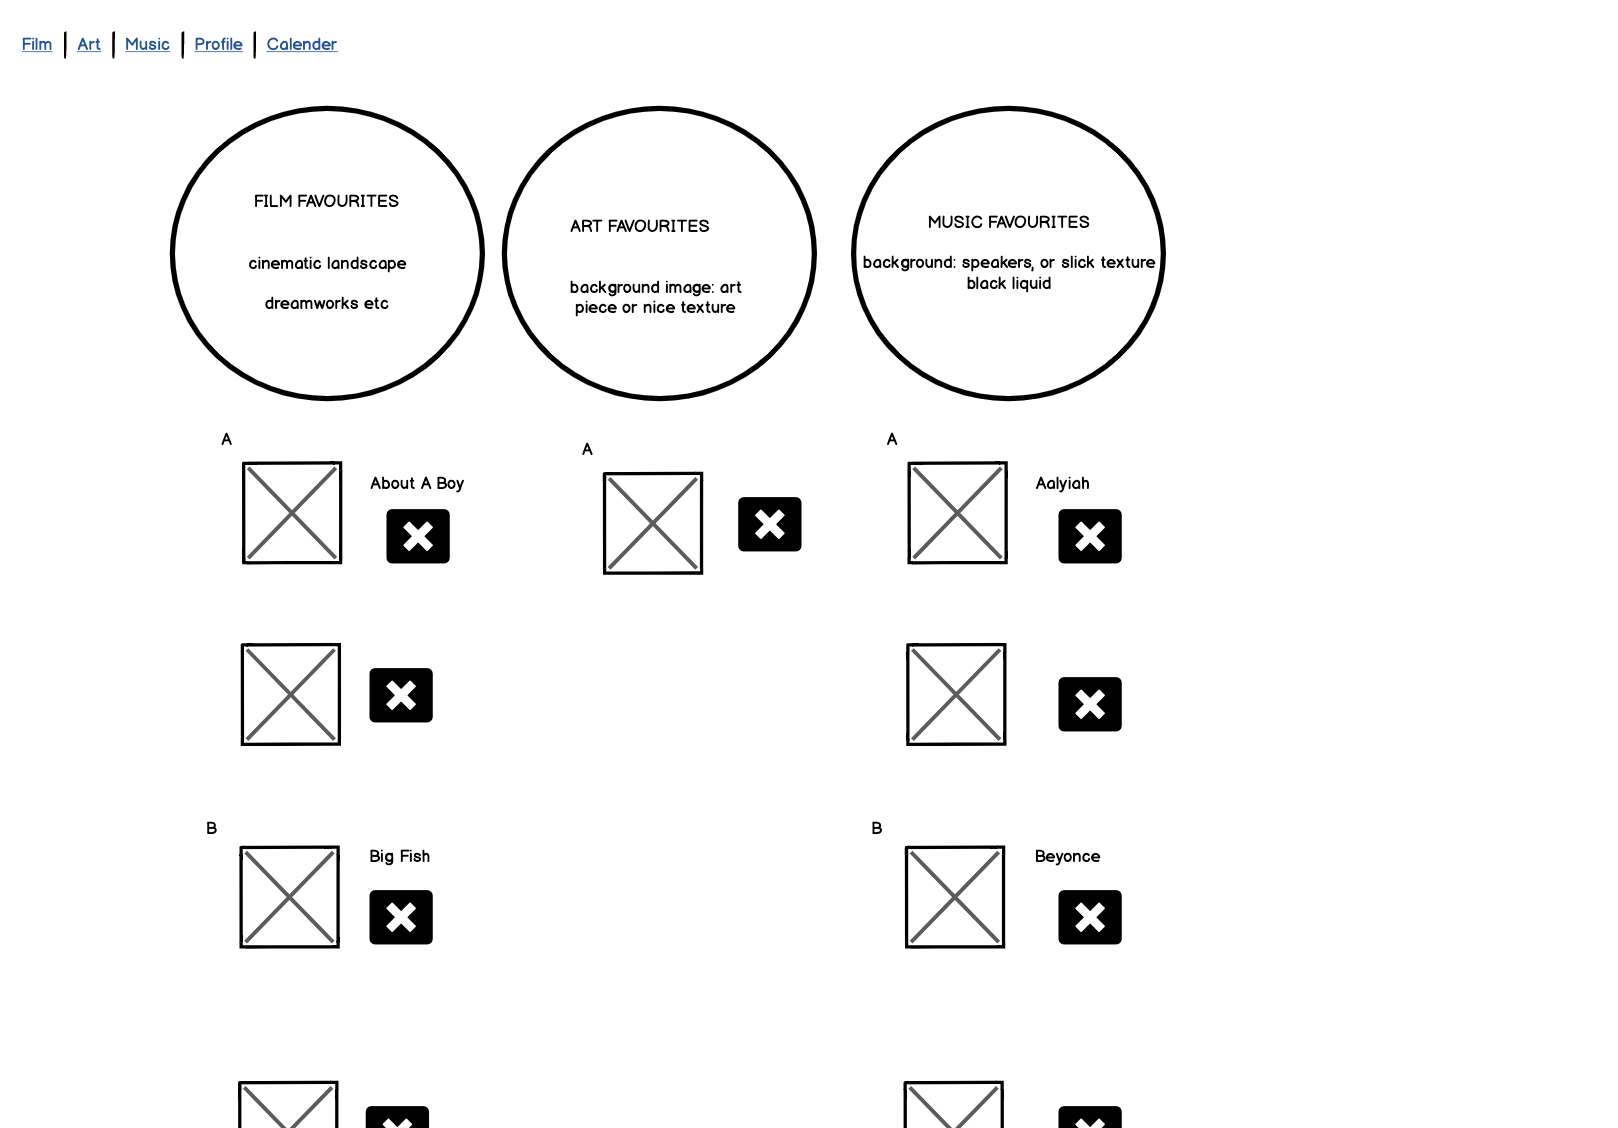 Film | Art | Music | Profile | Calender
FILM FAVOURITES
cinematic landscape
dreamworks etc
ART FAVOURITES
background image: art
piece or nice texture
MUSIC FAVOURITES
background: speakers, or slick texture
black liquid
A
About A Boy
A
A
Aalyiah
B
Big Fish
B
Beyonce